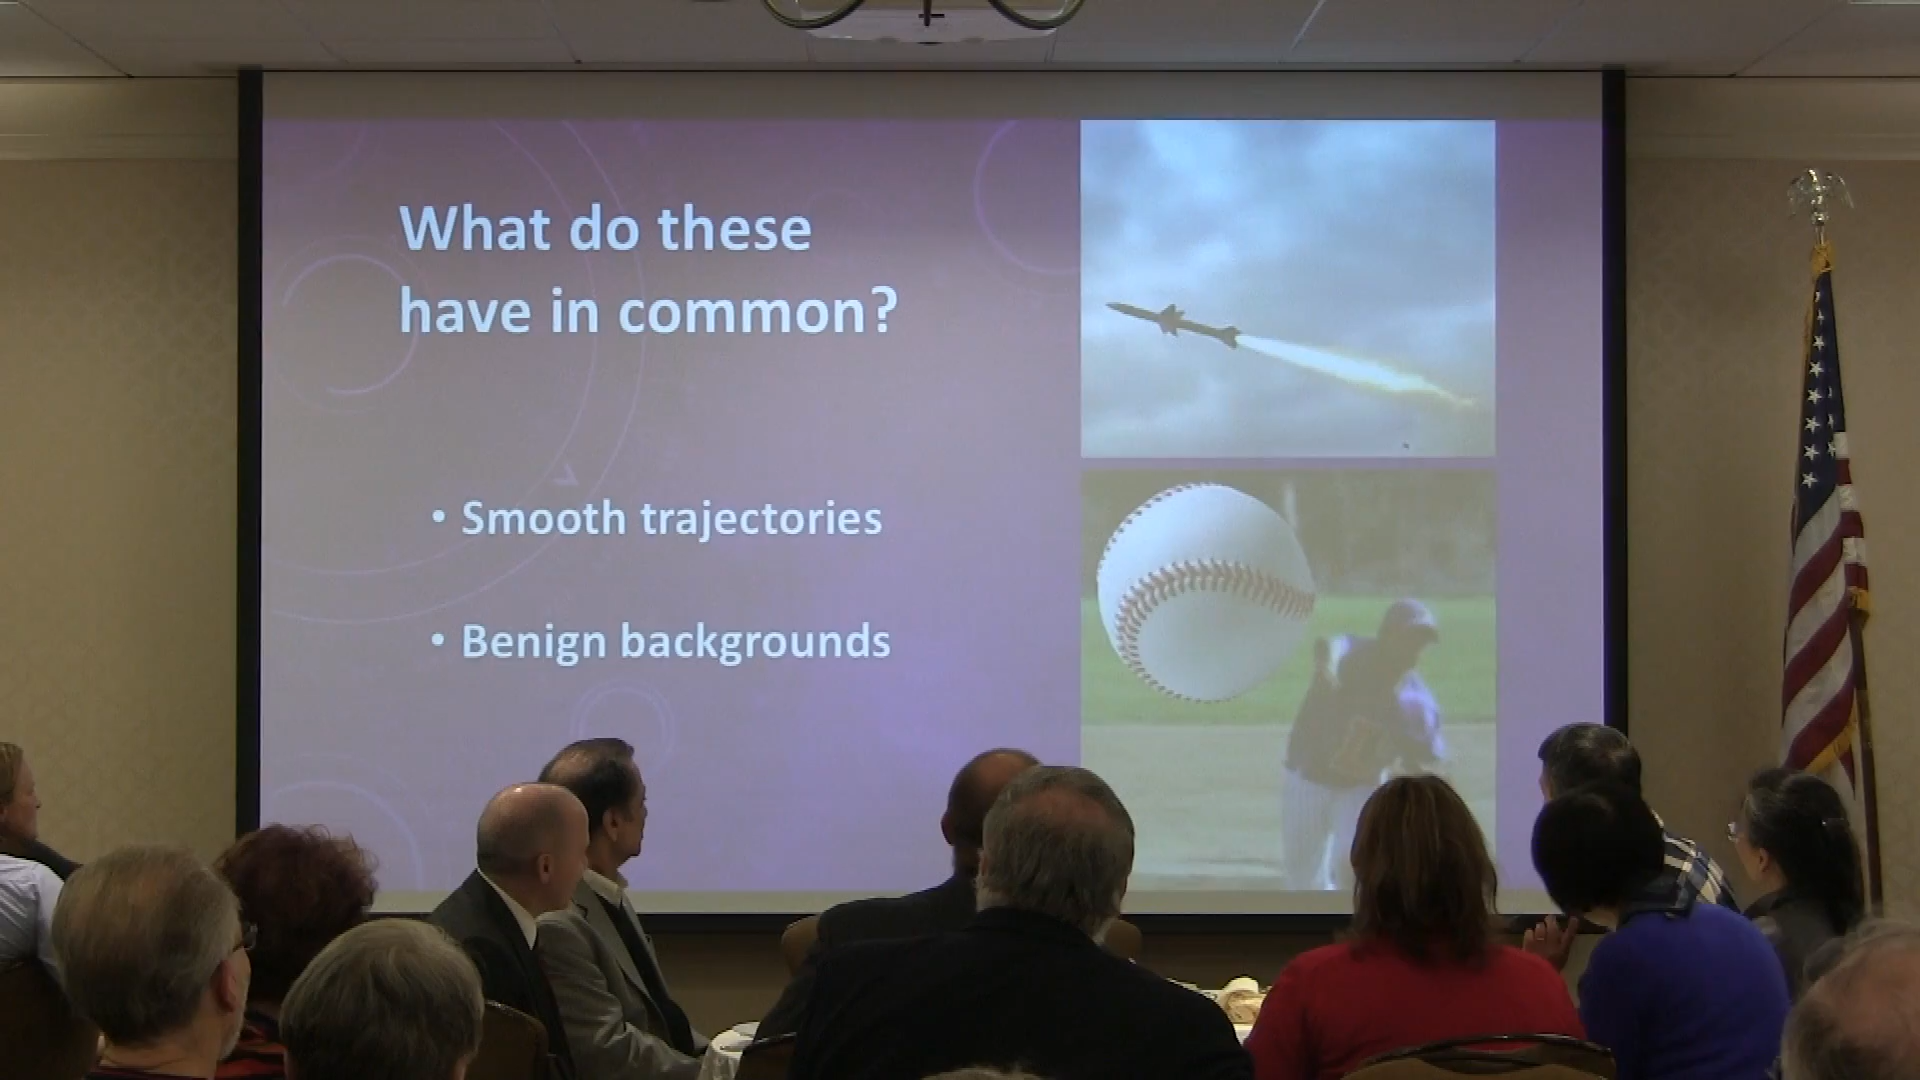 What do these
have in common?
• Smooth trajectories
• Benign backgrounds